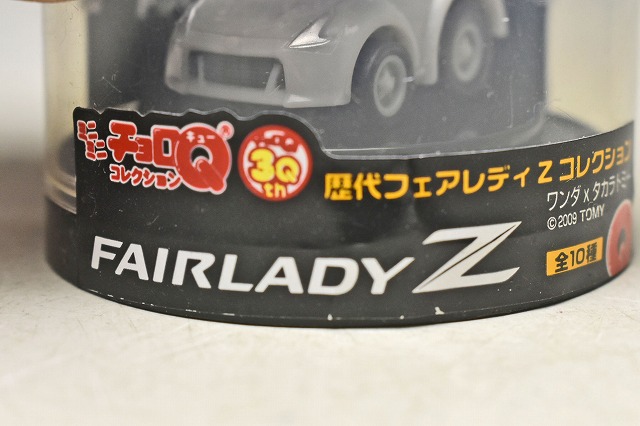 ミニミニ
チョロQ
キュー
コレクション
3Qth
歴代フェアレディZコレクション
ワンダxタカラトミー
©2009 TOMY
FAIRLADY Z
全10種